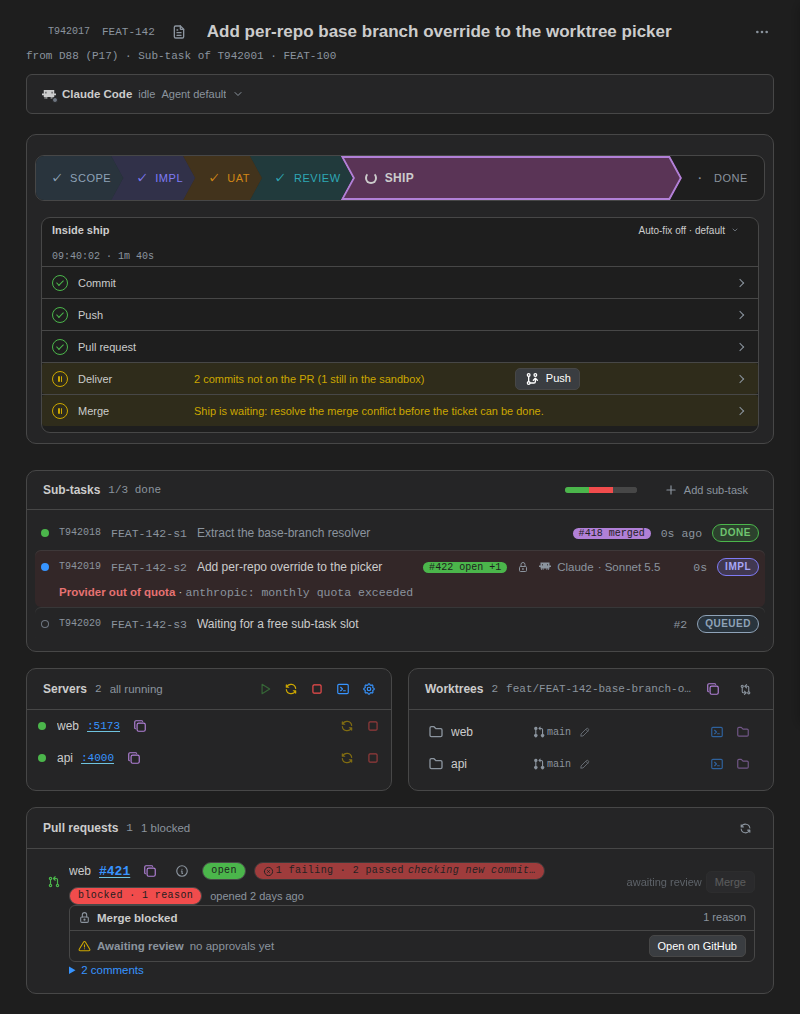 T942017 FEAT-142 Add per-repo base branch override to the worktree picker
from D88 (P17) · Sub-task of T942001 · FEAT-100
Claude Code idle Agent default
SCOPE IMPL UAT REVIEW SHIP DONE
Inside ship Auto-fix off · default
09:40:02 · 1m 40s
Commit
Push
Pull request
Deliver 2 commits not on the PR (1 still in the sandbox) Push
Merge Ship is waiting: resolve the merge conflict before the ticket can be done.
Sub-tasks 1/3 done Add sub-task
T942018 FEAT-142-s1 Extract the base-branch resolver #418 merged 0s ago DONE
T942019 FEAT-142-s2 Add per-repo override to the picker #422 open +1 Claude · Sonnet 5.5 0s IMPL
Provider out of quota · anthropic: monthly quota exceeded
T942020 FEAT-142-s3 Waiting for a free sub-task slot #2 QUEUED
Servers 2 all running
web :5173
api :4000
Worktrees 2 feat/FEAT-142-base-branch-o…
web main
api main
Pull requests 1 1 blocked
web #421 open 1 failing · 2 passed checking new commit…
awaiting review Merge
blocked · 1 reason opened 2 days ago
Merge blocked 1 reason
Awaiting review no approvals yet Open on GitHub
2 comments